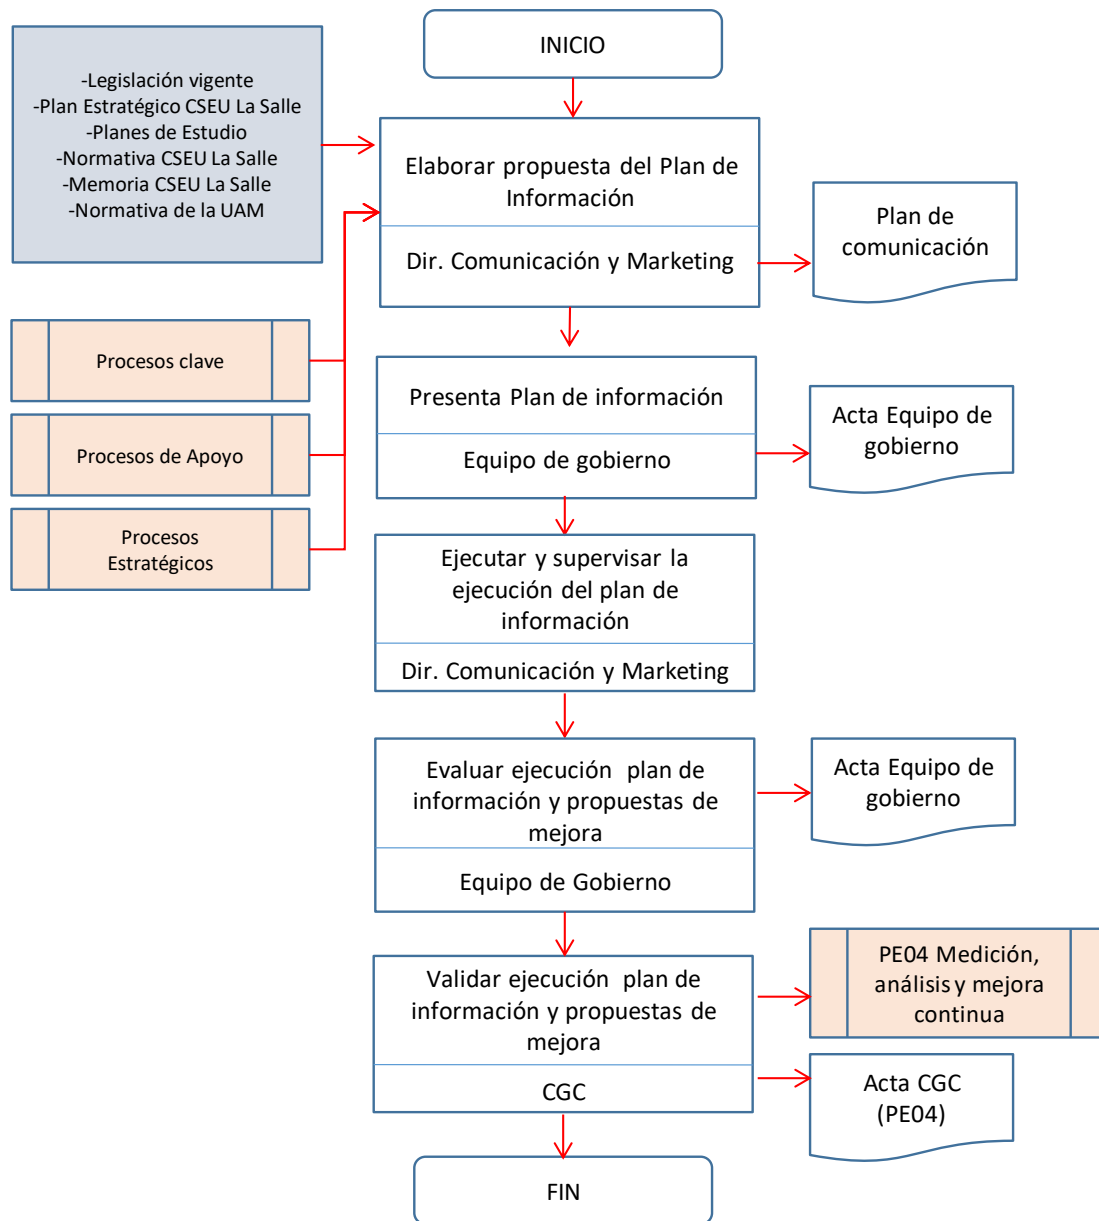 INICIO
-Legislación vigente
-Plan Estratégico CSEU La Salle
-Planes de Estudio
-Normativa CSEU La Salle
-Memoria CSEU La Salle
-Normativa de la UAM
Elaborar propuesta del Plan de
Información
Dir. Comunicación y Marketing
Plan de
comunicación
Procesos clave
Procesos de Apoyo
Procesos
Estratégicos
Presenta Plan de información
Equipo de gobierno
Acta Equipo de
gobierno
Ejecutar y supervisar la
ejecución del plan de
información
Dir. Comunicación y Marketing
Evaluar ejecución plan de
información y propuestas de
mejora
Equipo de Gobierno
Acta Equipo de
gobierno
Validar ejecución plan de
información y propuestas de
mejora
CGC
PE04 Medición,
análisis y mejora
continua
Acta CGC
(PE04)
FIN